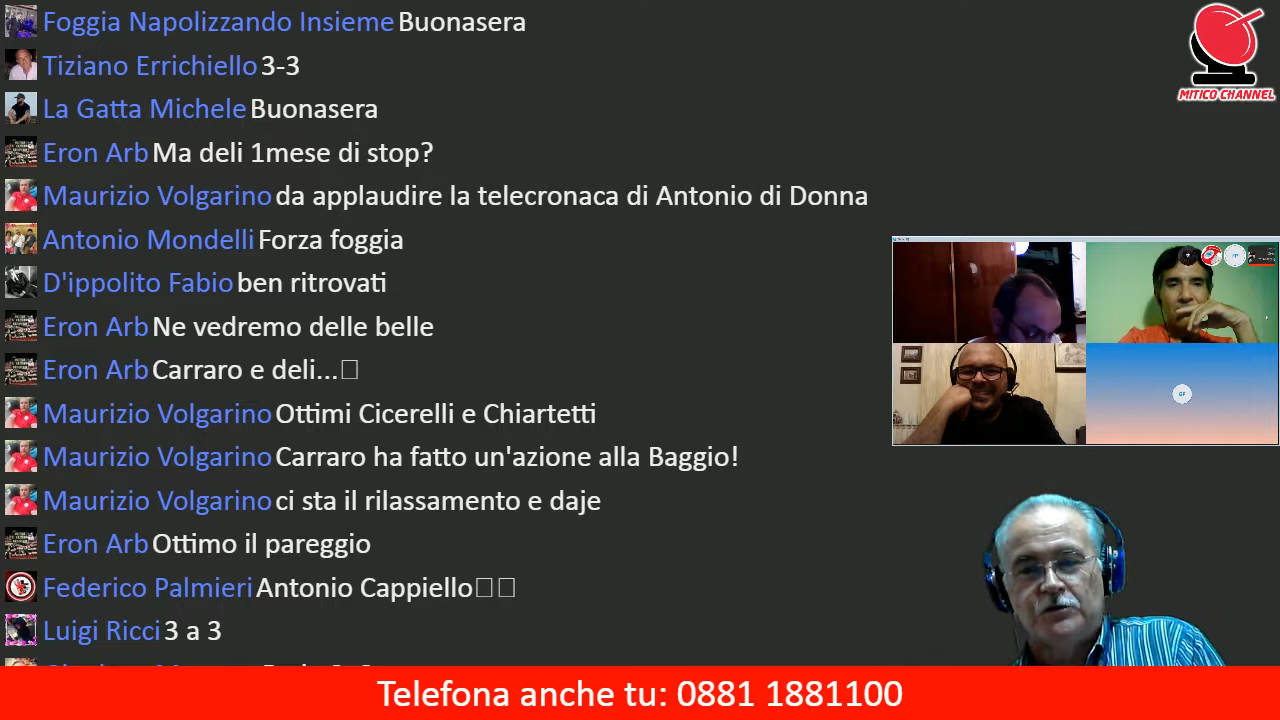 Foggia Napolizzando Insieme Buonasera
Tiziano Errichiello 3-3
La Gatta Michele Buonasera
Eron Arb Ma deli 1mese di stop?
Maurizio Volgarino da applaudire la telecronaca di Antonio di Donna
Antonio Mondelli Forza foggia
D'ippolito Fabio ben ritrovati
Eron Arb Ne vedremo delle belle
Eron Arb Carraro e deli...
Maurizio Volgarino Ottimi Cicerelli e Chiartetti
Maurizio Volgarino Carraro ha fatto un'azione alla Baggio!
Maurizio Volgarino ci sta il rilassamento e daje
Eron Arb Ottimo il pareggio
Federico Palmieri Antonio Cappiello
Luigi Ricci 3 a 3
MITICO CHANNEL
GF
Telefona anche tu: 0881 1881100